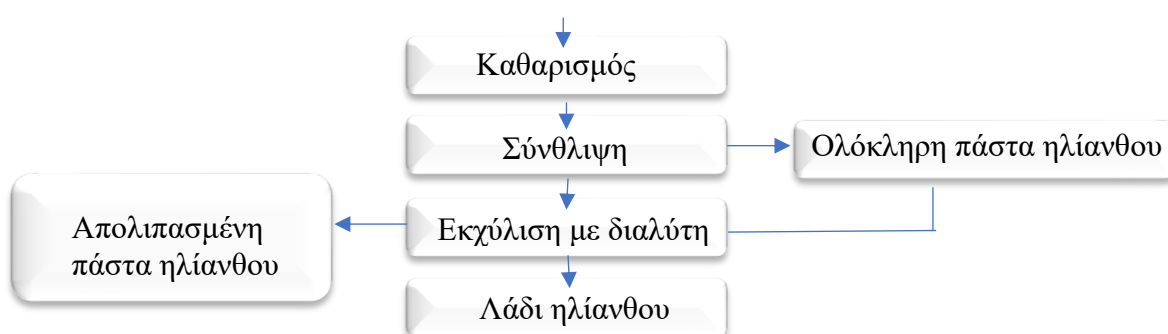 Καθαρισμός
Σύνθλιψη
Ολόκληρη πάστα ηλίανθου
Απολιπασμένη
πάστα ηλίανθου
Εκχύλιση με διαλύτη
Λάδι ηλίανθου